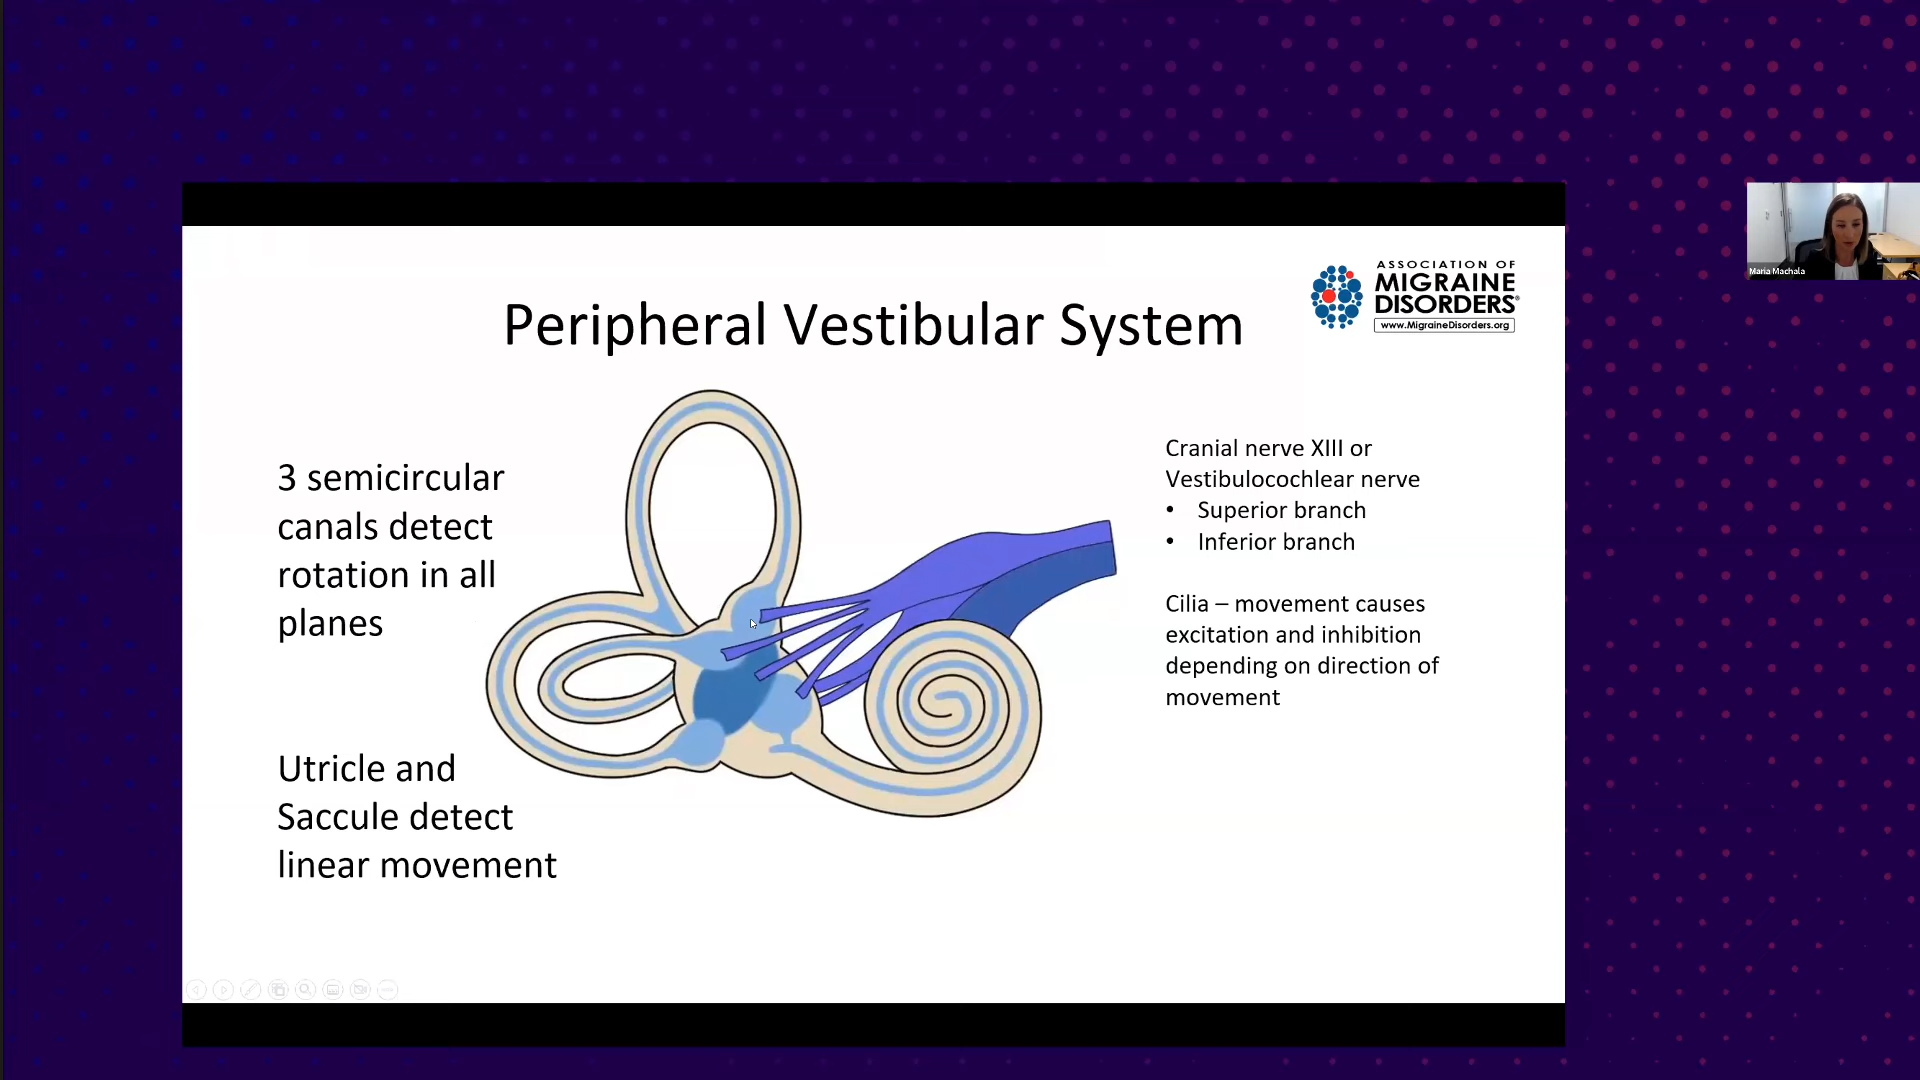 ASSOCIATION OF
MIGRAINE
DISORDERS®
www.MigraineDisorders.org
Maria Machala
Peripheral Vestibular System
3 semicircular
canals detect
rotation in all
planes
Utricle and
Saccule detect
linear movement
Cranial nerve XIII or
Vestibulocochlear nerve
• Superior branch
• Inferior branch
Cilia – movement causes
excitation and inhibition
depending on direction of
movement